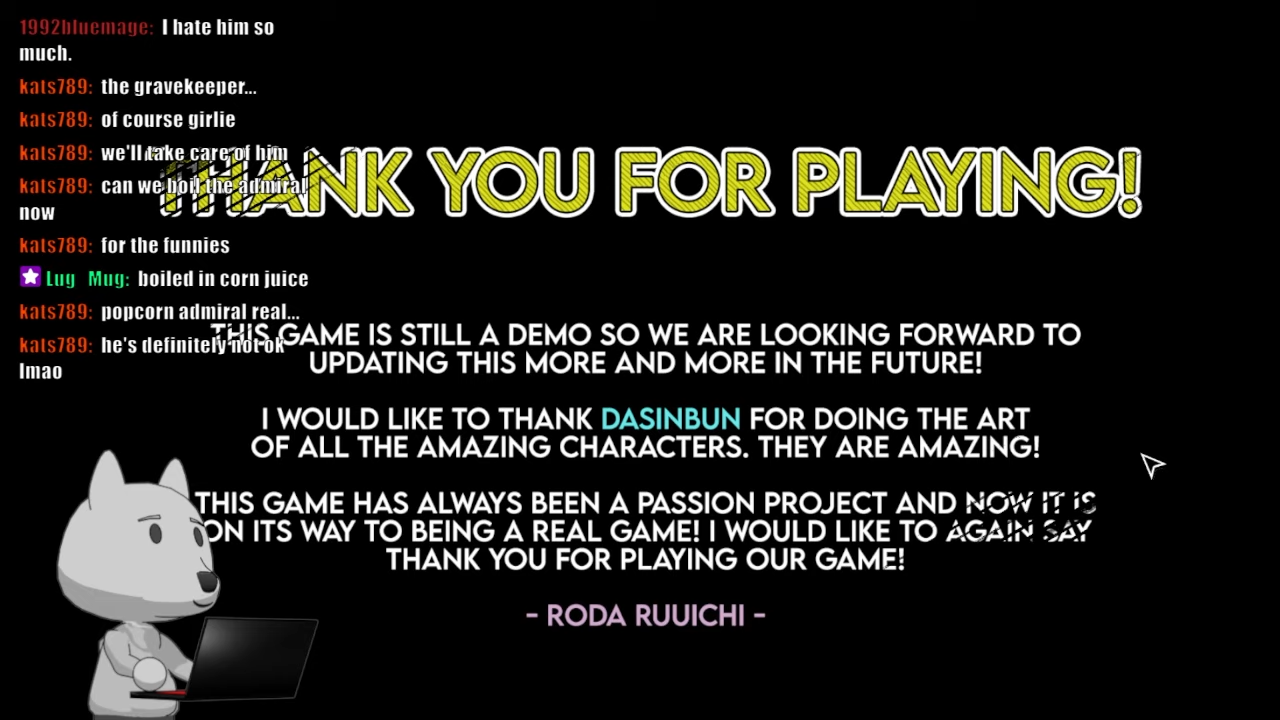 1992bluemage: I hate him so
much.
kats789: the gravekeeper...
kats789: of course girlie
kats789: we'll take care of him
kats789: can we boil the admiral
now
kats789: for the funnies
Lug_Mug: boiled in corn juice
kats789: popcorn admiral real...
kats789: he's definitely not ok
lmao
THANK YOU FOR PLAYING!
THIS GAME IS STILL A DEMO SO WE ARE LOOKING FORWARD TO
UPDATING THIS MORE AND MORE IN THE FUTURE!
I WOULD LIKE TO THANK DASINBUN FOR DOING THE ART
OF ALL THE AMAZING CHARACTERS. THEY ARE AMAZING!
THIS GAME HAS ALWAYS BEEN A PASSION PROJECT AND NOW IT IS
ON ITS WAY TO BEING A REAL GAME! I WOULD LIKE TO AGAIN SAY
THANK YOU FOR PLAYING OUR GAME!
- RODA RUUICHI -